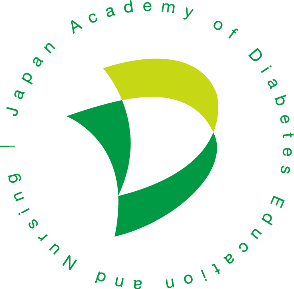 Japan Academy of Diabetes Education and Nursing |